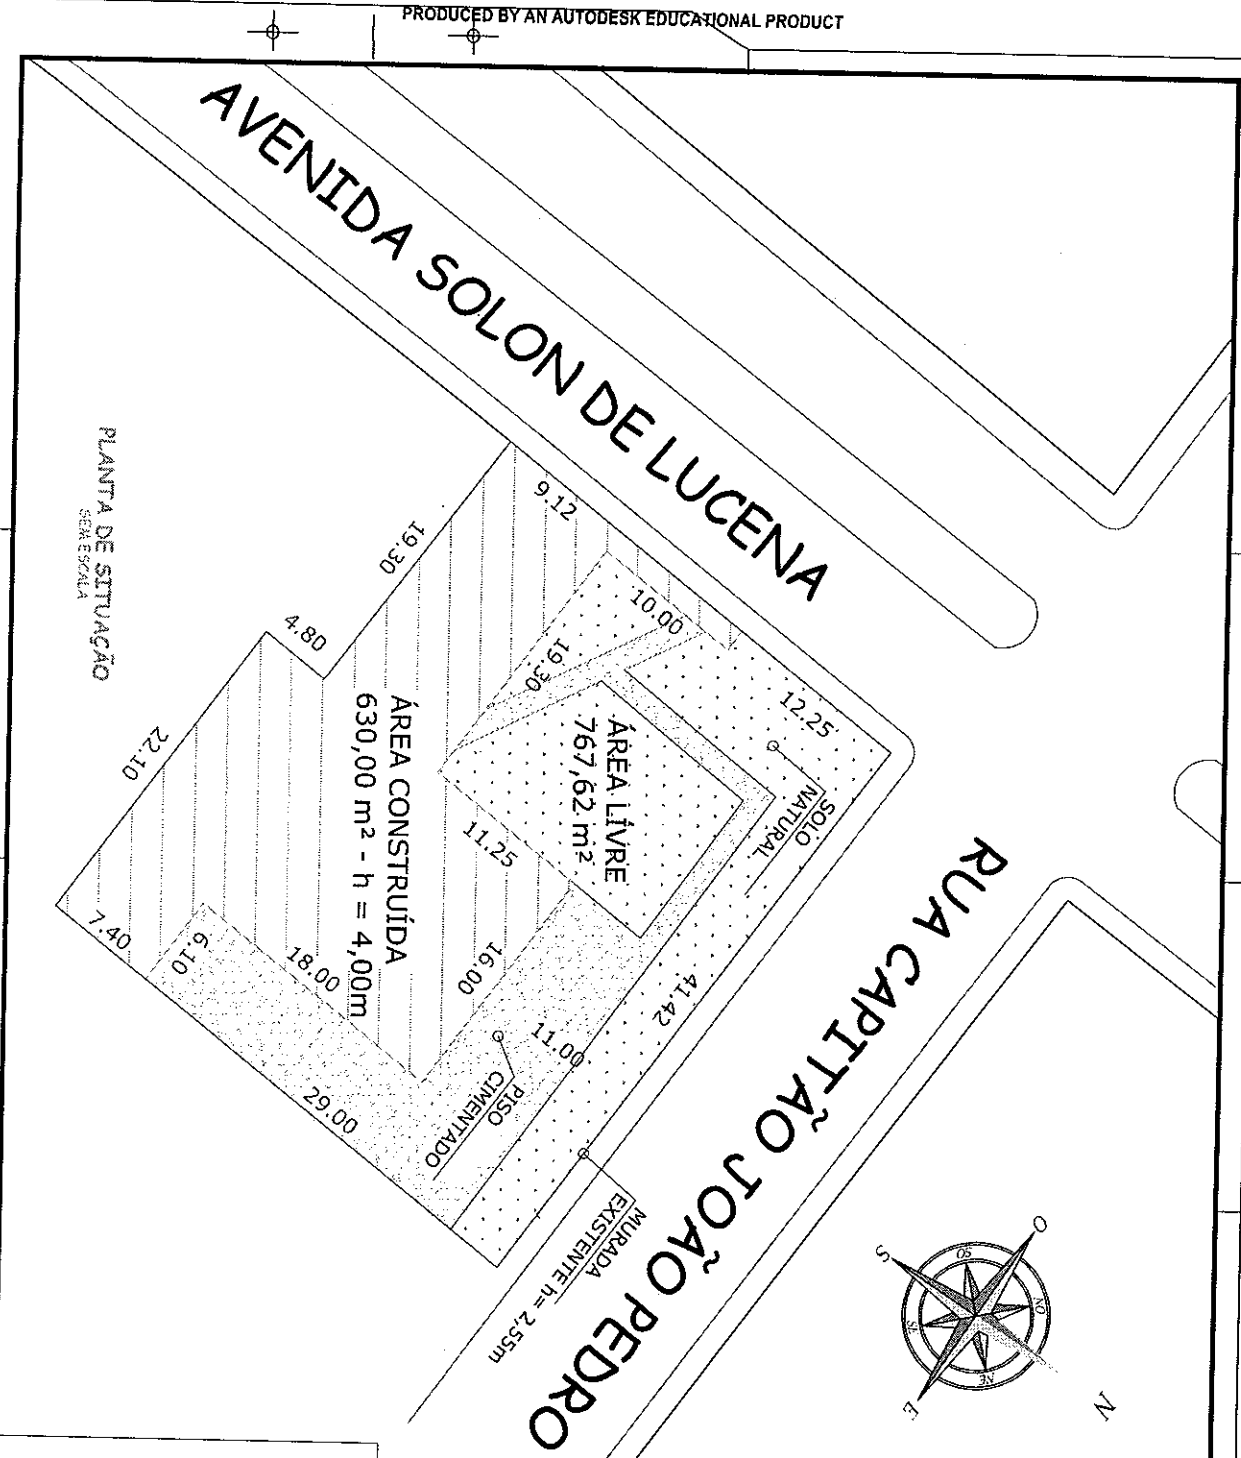 PRODUCED BY AN AUTODESK EDUCATIONAL PRODUCT
AVENIDA SOLON DE LUCENA
9.12
10.00
12.25
19.30
19.30
4.80
22.10
7.40
6.10
18.00
16.00
11.25
11.00
41.42
29.00
ÁREA LÍVRE
767,62 m²
ÁREA CONSTRUÍDA
630,00 m² - h = 4,00m
SOLO
NATURAL
PISO
CIMENTADO
MURADA
EXISTENTE h= 2,55m
RUA CAPITÃO JOÃO PEDRO
PLANTA DE SITUAÇÃO
SEM ESCALA
O
SO
S
NO
SE
NE
E
N